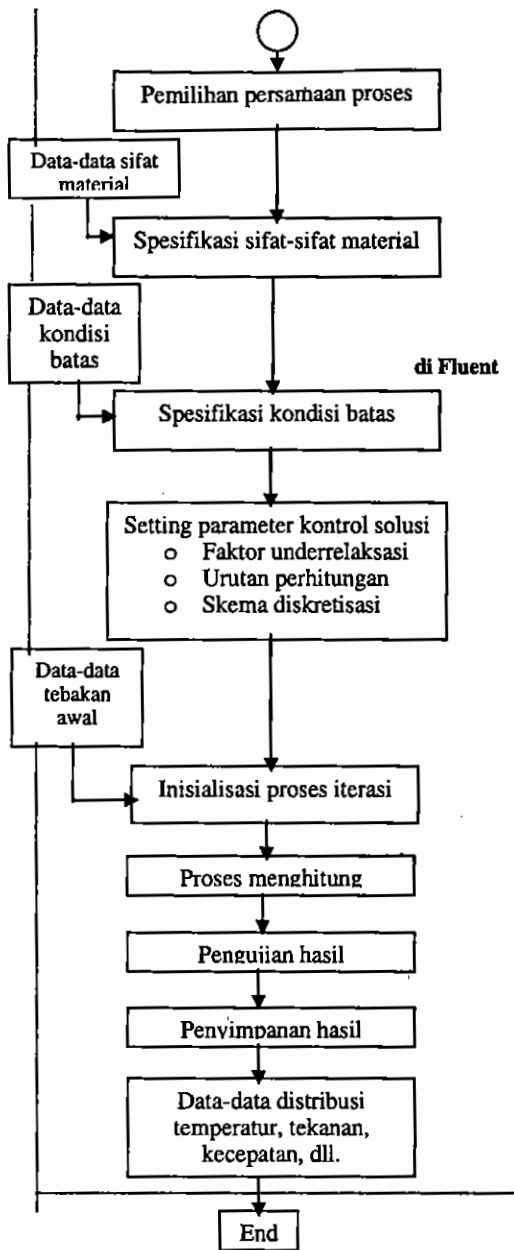 Pemilihan persamaan proses
Data-data sifat
material
Spesifikasi sifat-sifat material
Data-data
kondisi
batas
di Fluent
Spesifikasi kondisi batas
Setting parameter kontrol solusi
o Faktor underrelaksasi
o Urutan perhitungan
o Skema diskretisasi
Data-data
tebakan
awal
Inisialisasi proses iterasi
Proses menghitung
Pengujian hasil
Penyimpanan hasil
Data-data distribusi
temperatur, tekanan,
kecepatan, dll.
End